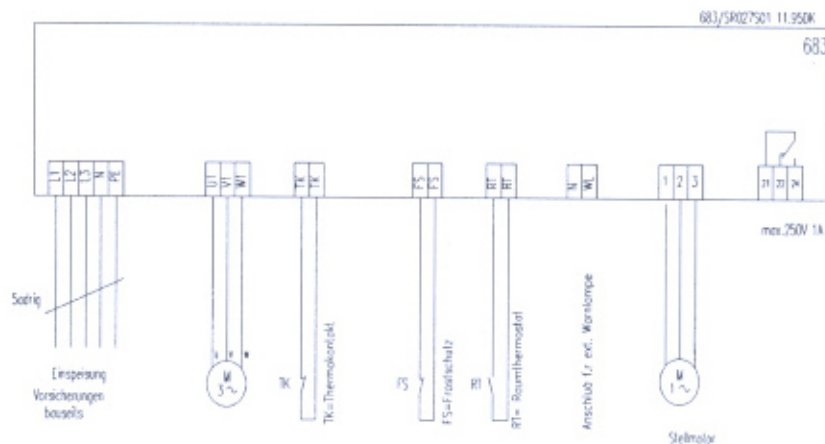 683/SR027S01 11.95DK
683
L1 L2 L3 N PE
U1 V1 W1
TK TK
FS FS
RT RT
N WL
1 2 3
21 23 24
max.250V 1A
5adrig
Einspeisung
Vorsicherungen
bauseits
M
3~
TK
TK=Thermokontakt
FS
FS=Frostschutz
RT
RT= Raumthermostat
Anschluß f.r ext. Warnlampe
M
1~
Stellmotor